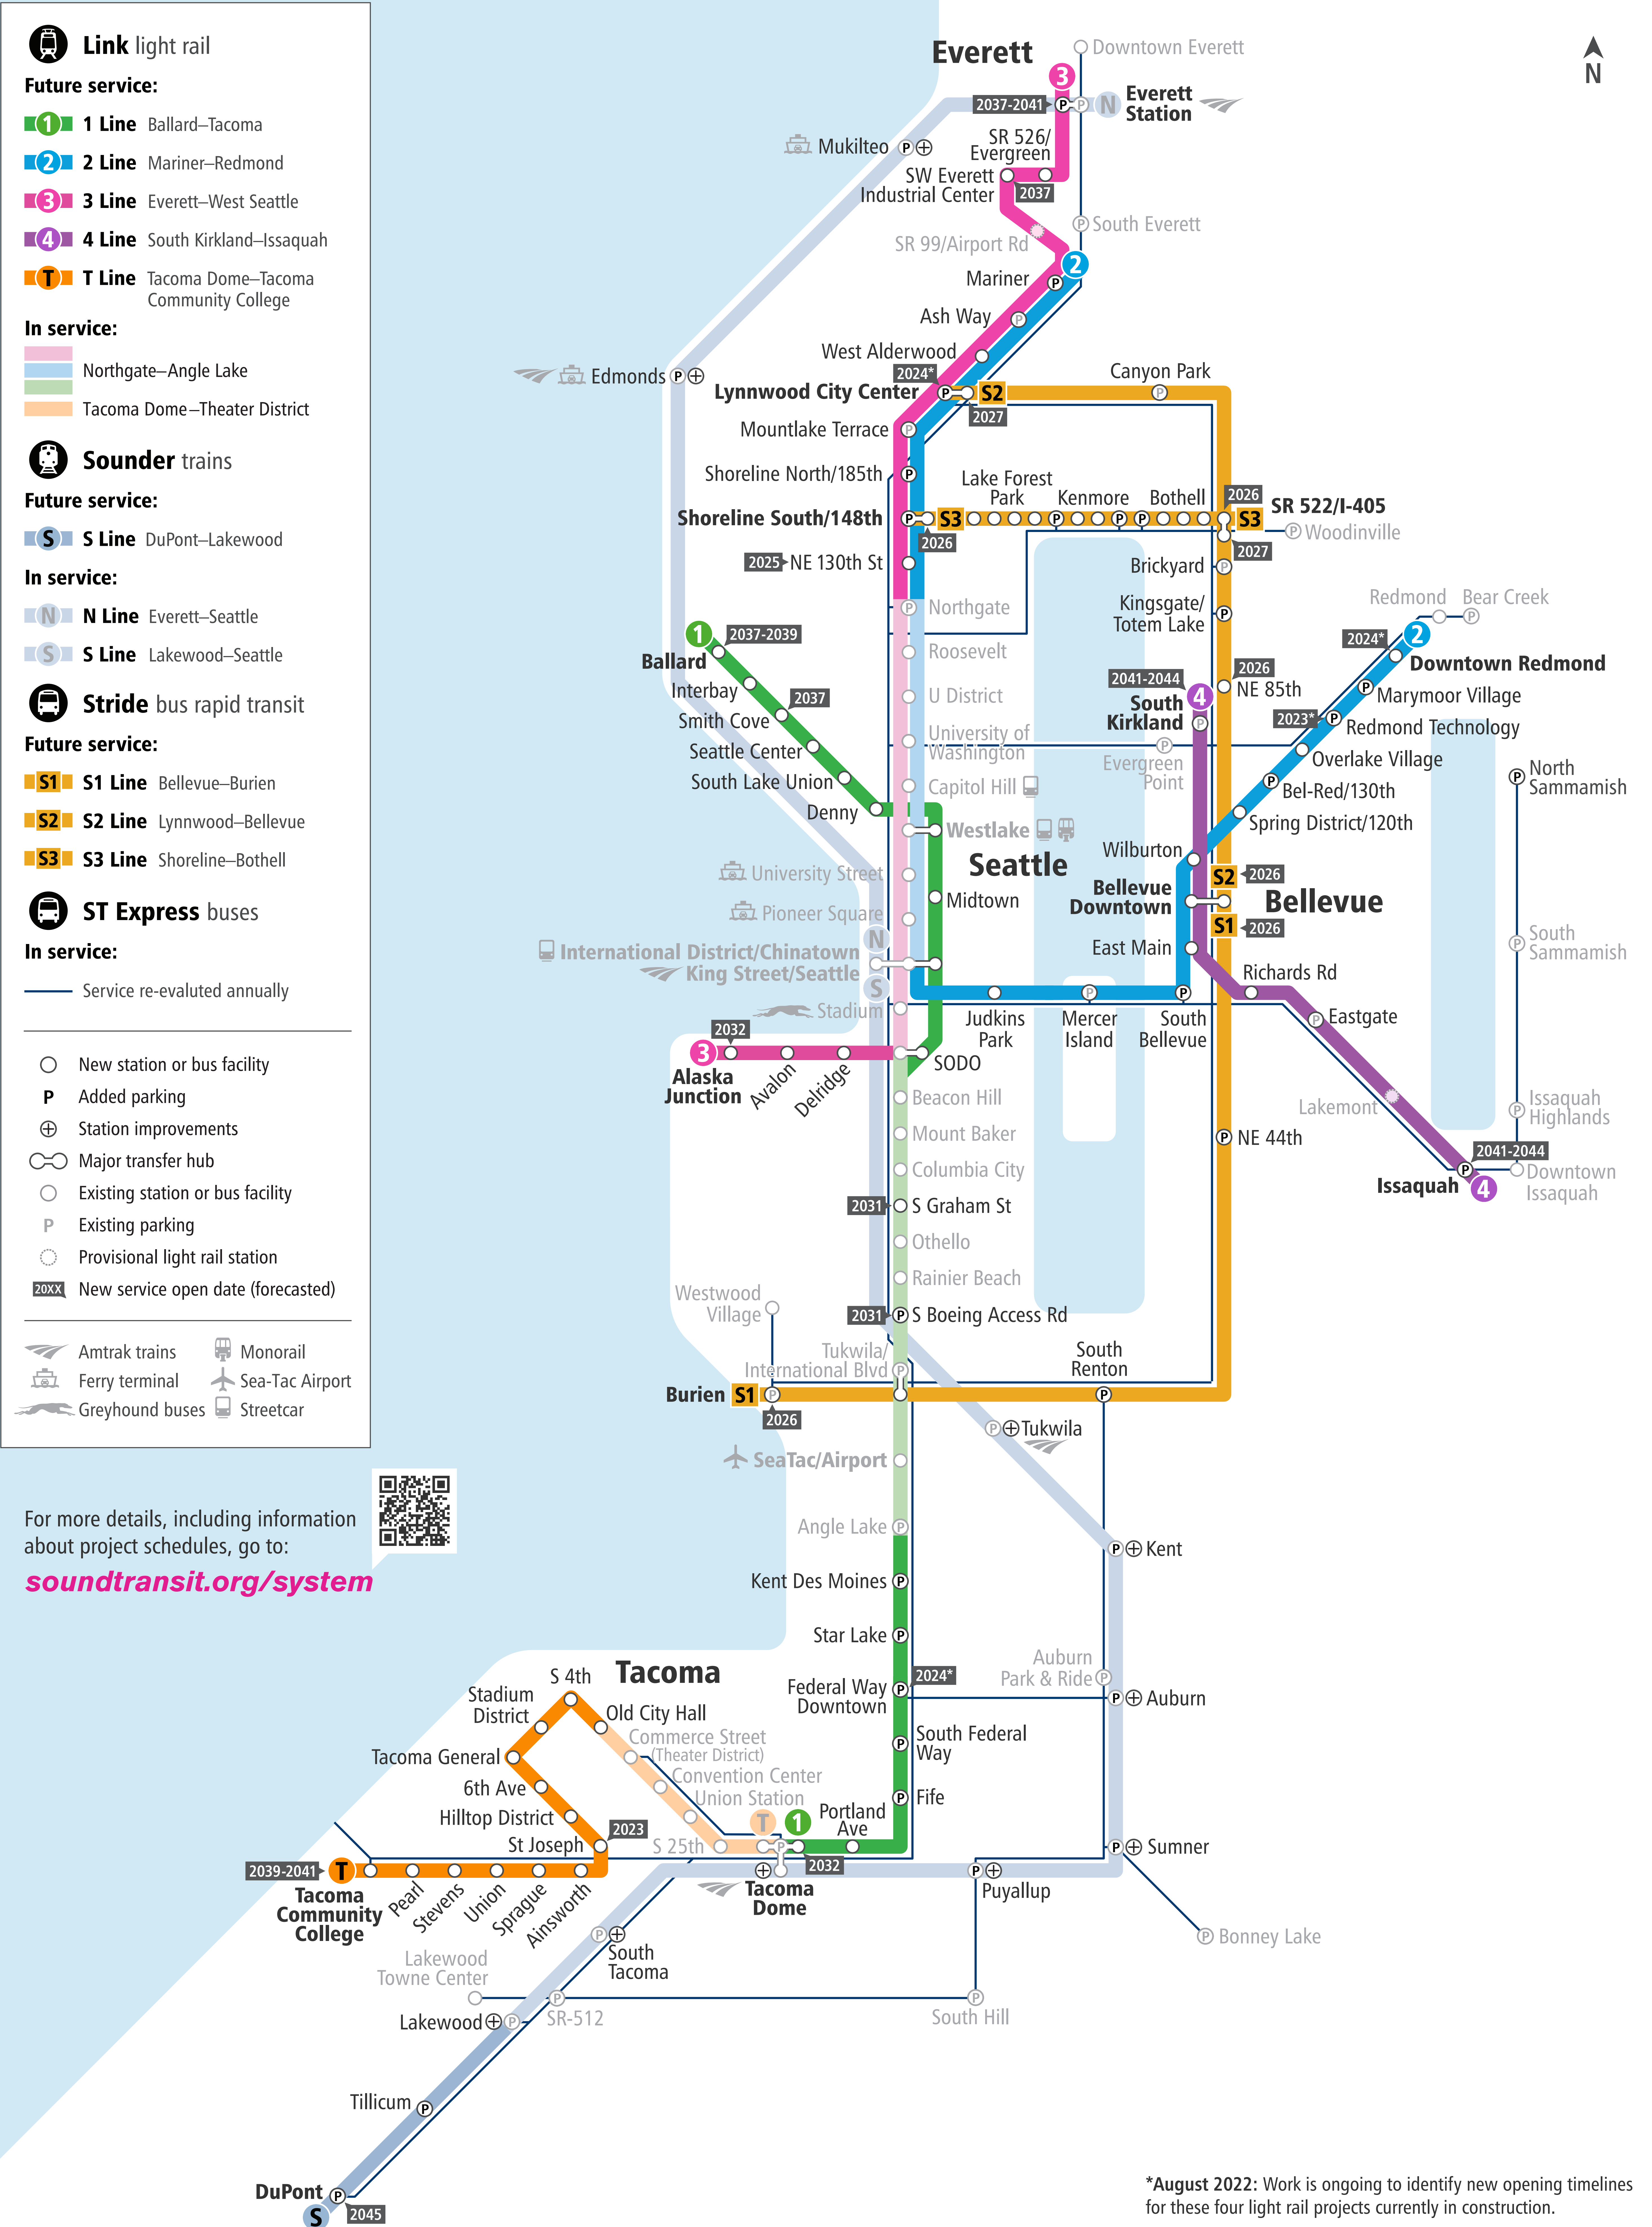 Link light rail
Future service:
1 1 Line Ballard–Tacoma
2 2 Line Mariner–Redmond
3 3 Line Everett–West Seattle
4 4 Line South Kirkland–Issaquah
T T Line Tacoma Dome–Tacoma
Community College
In service:
Northgate–Angle Lake
Tacoma Dome–Theater District
Sounder trains
Future service:
S S Line DuPont–Lakewood
In service:
N N Line Everett–Seattle
S S Line Lakewood–Seattle
Stride bus rapid transit
Future service:
S1 S1 Line Bellevue–Burien
S2 S2 Line Lynnwood–Bellevue
S3 S3 Line Shoreline–Bothell
ST Express buses
In service:
Service re-evaluted annually
New station or bus facility
P Added parking
Station improvements
Major transfer hub
Existing station or bus facility
P Existing parking
Provisional light rail station
20XX New service open date (forecasted)
Amtrak trains
Monorail
Ferry terminal
Sea-Tac Airport
Greyhound buses
Streetcar
For more details, including information
about project schedules, go to:
soundtransit.org/system
N
Everett
3
Downtown Everett
2037-2041
P P N
Everett
Station
Mukilteo P
SR 526/
Evergreen
SW Everett
Industrial Center
2037
P South Everett
SR 99/Airport Rd
2
Mariner P
Ash Way P
West Alderwood
2024*
Lynnwood City Center P
S2
2027
Canyon Park
P
Edmonds P
Mountlake Terrace P
Shoreline North/185th P
Shoreline South/148th P
S3
2026
Lake Forest
Park
Kenmore
Bothell
P P P
2026
S3
SR 522/I-405
P Woodinville
2027
2025
NE 130th St
Brickyard P
Kingsgate/
Totem Lake
P
P Northgate
Roosevelt
U District
University of
Washington
Capitol Hill
Westlake
1
2037-2039
Ballard
Interbay
2037
Smith Cove
Seattle Center
South Lake Union
Denny
Seattle
Midtown
University Street
Pioneer Square
N
International District/Chinatown
King Street/Seattle
S
Stadium
2026
NE 85th
2041-2044
4
South
Kirkland
P
P
Evergreen
Point
Redmond
Bear Creek
P
2
2024*
Downtown Redmond
P Marymoor Village
2023*
P Redmond Technology
Overlake Village
P Bel-Red/130th
Spring District/120th
Wilburton
S2 2026
Bellevue
Downtown
Bellevue
S1 2026
East Main
P North
Sammamish
P South
Sammamish
P Issaquah
Highlands
Downtown
Issaquah
Richards Rd
P Eastgate
Lakemont
2041-2044
P
Issaquah 4
Judkins
Park
P
Mercer
Island
P
South
Bellevue
2032
3
Alaska
Junction
Avalon
Delridge
SODO
Beacon Hill
Mount Baker
Columbia City
2031
S Graham St
Othello
Rainier Beach
2031
P S Boeing Access Rd
P NE 44th
Westwood
Village
Tukwila/
International Blvd P
South
Renton
P
Burien S1 P
2026
P Tukwila
SeaTac/Airport
Angle Lake P
P Kent
Kent Des Moines P
Star Lake P
2024*
Federal Way
Downtown
P
Auburn
Park & Ride P
P Auburn
P South Federal
Way
P Fife
Tacoma
S 4th
Stadium
District
Old City Hall
Commerce Street
(Theater District)
Tacoma General
Convention Center
6th Ave
Union Station
Hilltop District
T 1
Portland
Ave
St Joseph
2023
S 25th
P
2032
P Sumner
2039-2041
T
Tacoma
Community
College
Pearl
Stevens
Union
Sprague
Ainsworth
Tacoma
Dome
P
Puyallup
P
South
Tacoma
P Bonney Lake
Lakewood
Towne Center
P
SR-512
P
South Hill
Lakewood P
Tillicum P
DuPont P
2045
S
*August 2022: Work is ongoing to identify new opening timelines
for these four light rail projects currently in construction.